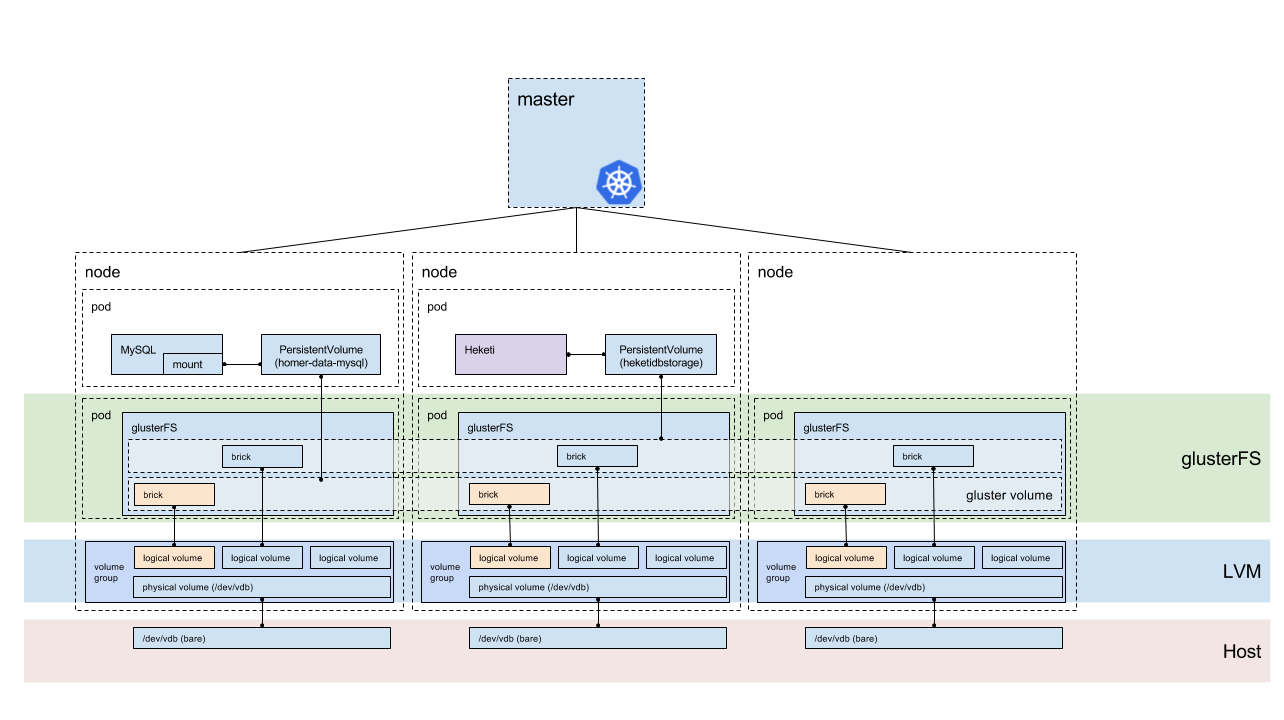 master
node
node
node
pod
pod
MySQL
mount
PersistentVolume
(homer-data-mysql)
Heketi
PersistentVolume
(heketidbstorage)
pod
glusterFS
pod
glusterFS
pod
glusterFS
brick
brick
brick
glusterFS
brick
brick
brick
gluster volume
volume
group
logical volume
logical volume
logical volume
physical volume (/dev/vdb)
volume
group
logical volume
logical volume
logical volume
physical volume (/dev/vdb)
volume
group
logical volume
logical volume
logical volume
physical volume (/dev/vdb)
LVM
/dev/vdb (bare)
/dev/vdb (bare)
/dev/vdb (bare)
Host